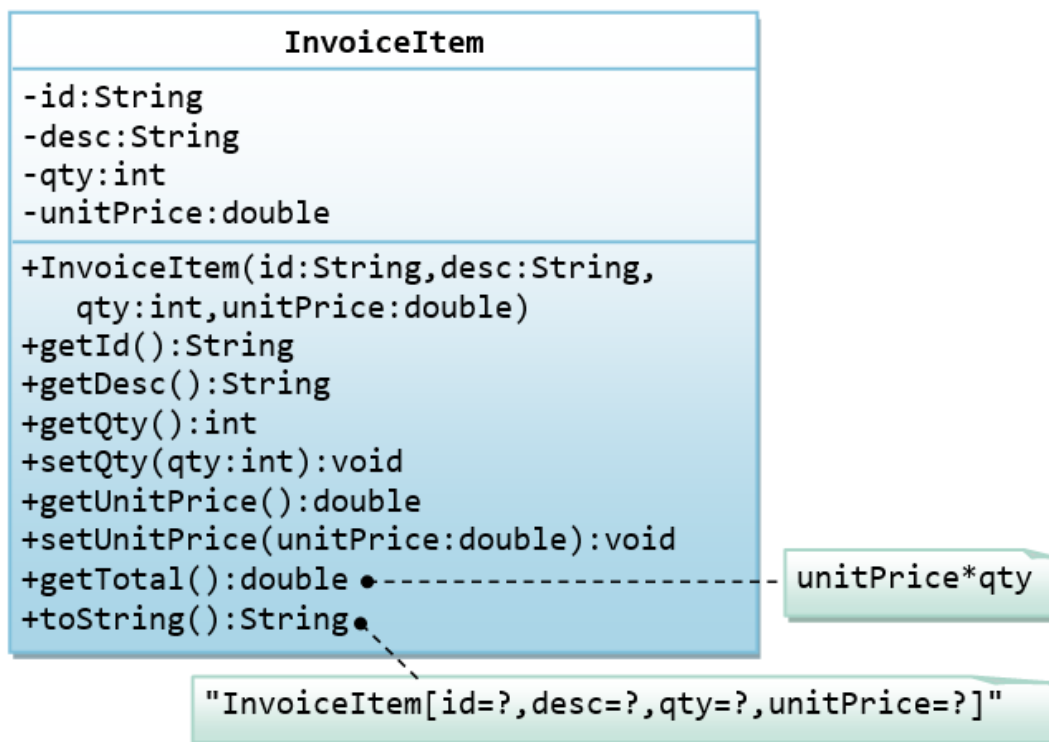 InvoiceItem
-id:String
-desc:String
-qty:int
-unitPrice:double
+InvoiceItem(id:String,desc:String,
qty:int,unitPrice:double)
+getId():String
+getDesc():String
+getQty():int
+setQty(qty:int):void
+getUnitPrice():double
+setUnitPrice(unitPrice:double):void
+getTotal():double
unitPrice*qty
+toString():String
"InvoiceItem[id=?,desc=?,qty=?,unitPrice=?]"